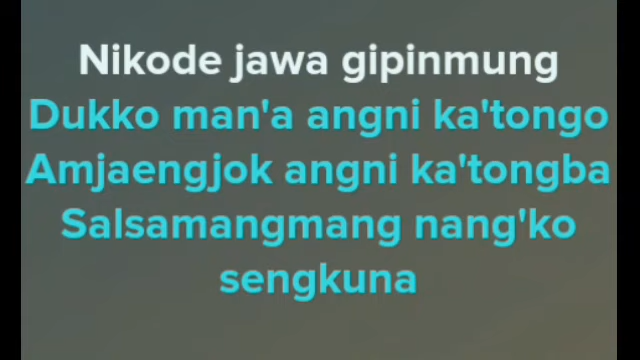 Nikode jawa gipinmung
Dukko man'a angni ka'tongo
Amjaengjok angni ka'tongba
Salsamangmang nang'ko
sengkuna